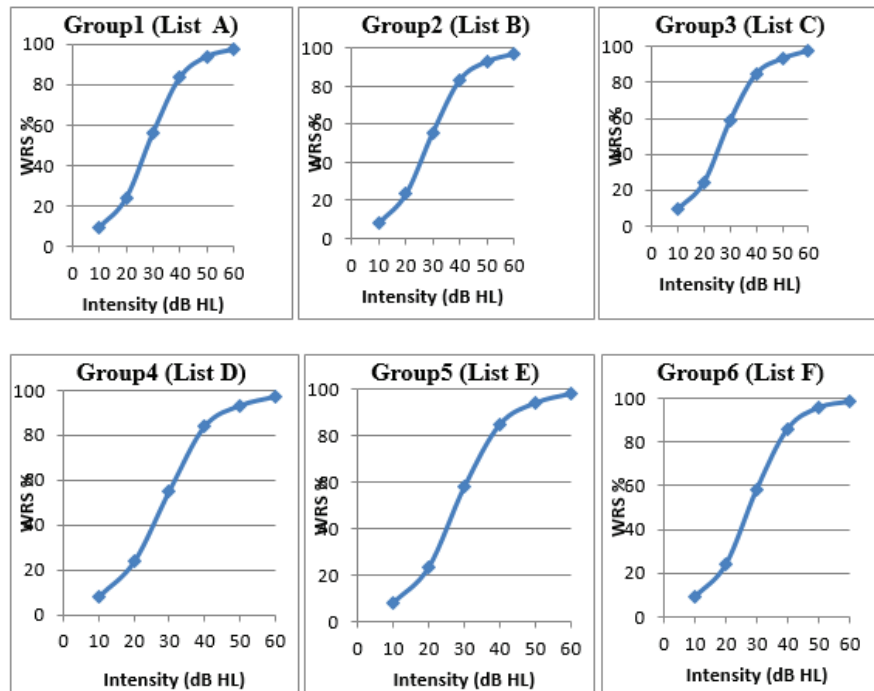 Group1 (List A)
100
80
60
40
20
0
WRS %
0 10 20 30 40 50 60
Intensity (dB HL)
Group2 (List B)
100
80
60
40
20
0
WRS %
0 10 20 30 40 50 60
Intensity (dB HL)
Group3 (List C)
100
80
60
40
20
0
WRS %
0 10 20 30 40 50 60
Intensity (dB HL)
Group4 (List D)
100
80
60
40
20
0
WRS %
0 10 20 30 40 50 60
Intensity (dB HL)
Group5 (List E)
100
80
60
40
20
0
WRS %
0 10 20 30 40 50 60
Intensity (dB HL)
Group6 (List F)
100
80
60
40
20
0
WRS %
0 10 20 30 40 50 60
Intensity (dB HL)